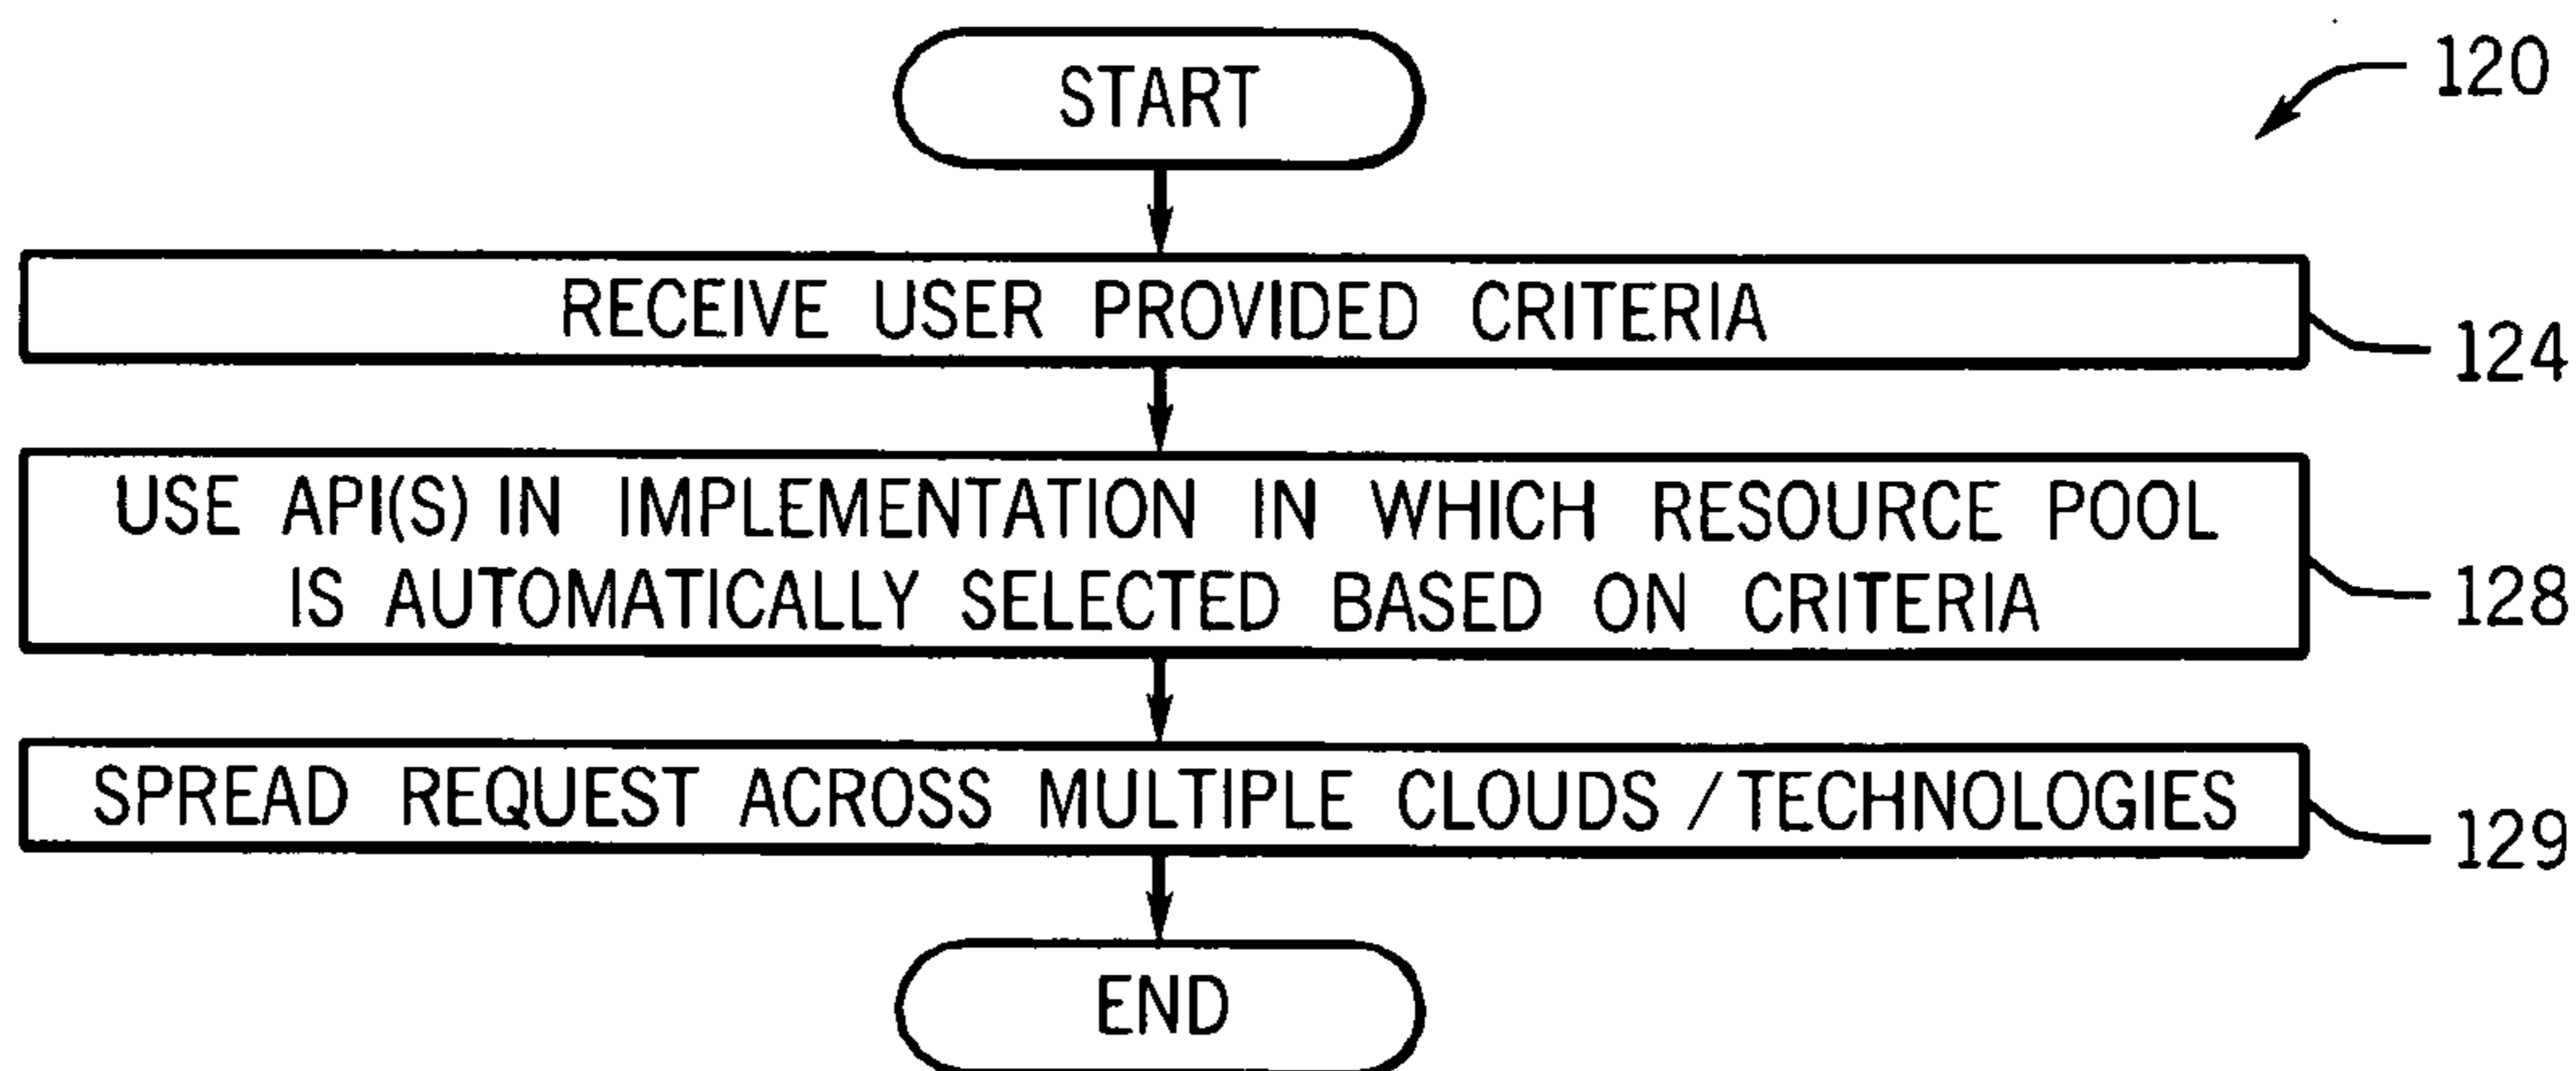 START
120
RECEIVE USER PROVIDED CRITERIA
124
USE API(S) IN IMPLEMENTATION IN WHICH RESOURCE POOL
IS AUTOMATICALLY SELECTED BASED ON CRITERIA
128
SPREAD REQUEST ACROSS MULTIPLE CLOUDS / TECHNOLOGIES
129
END